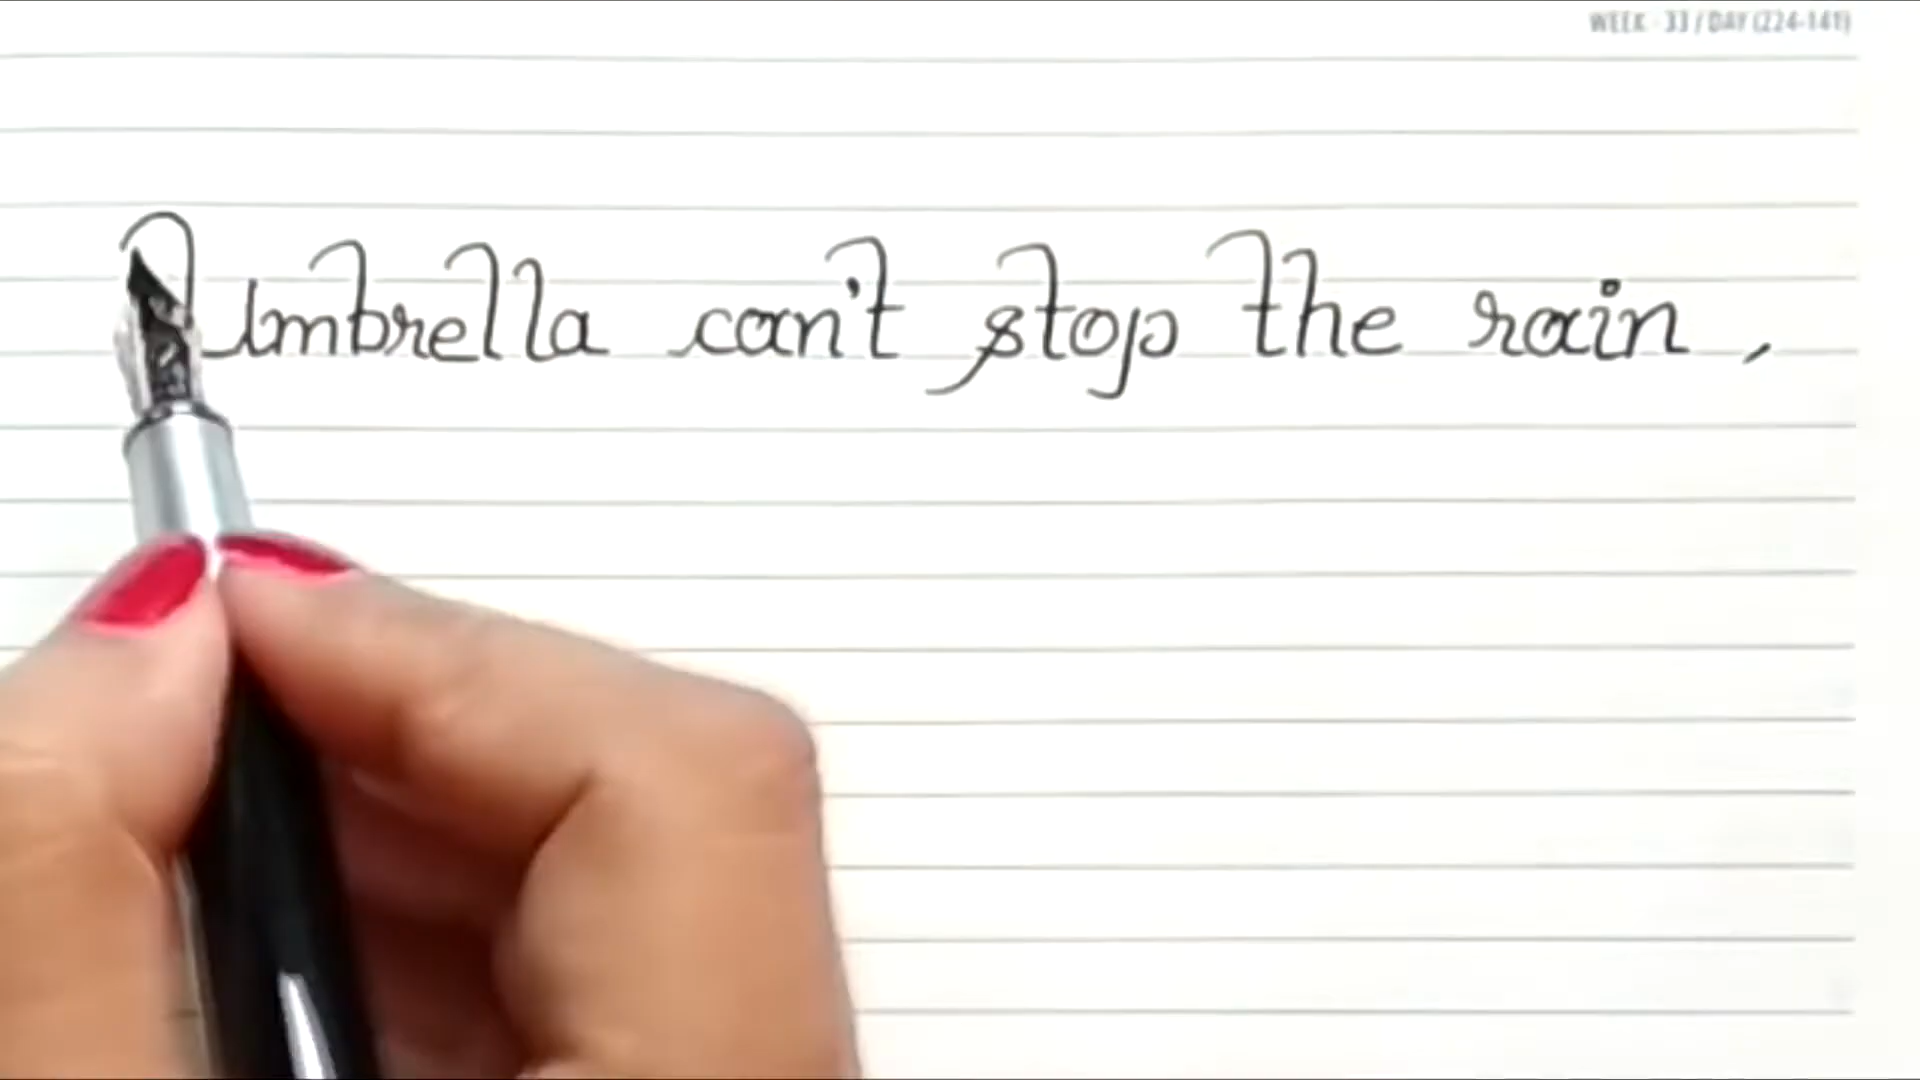 WEEK - 33 / DAY (224-141)
Umbrella can't stop the rain,